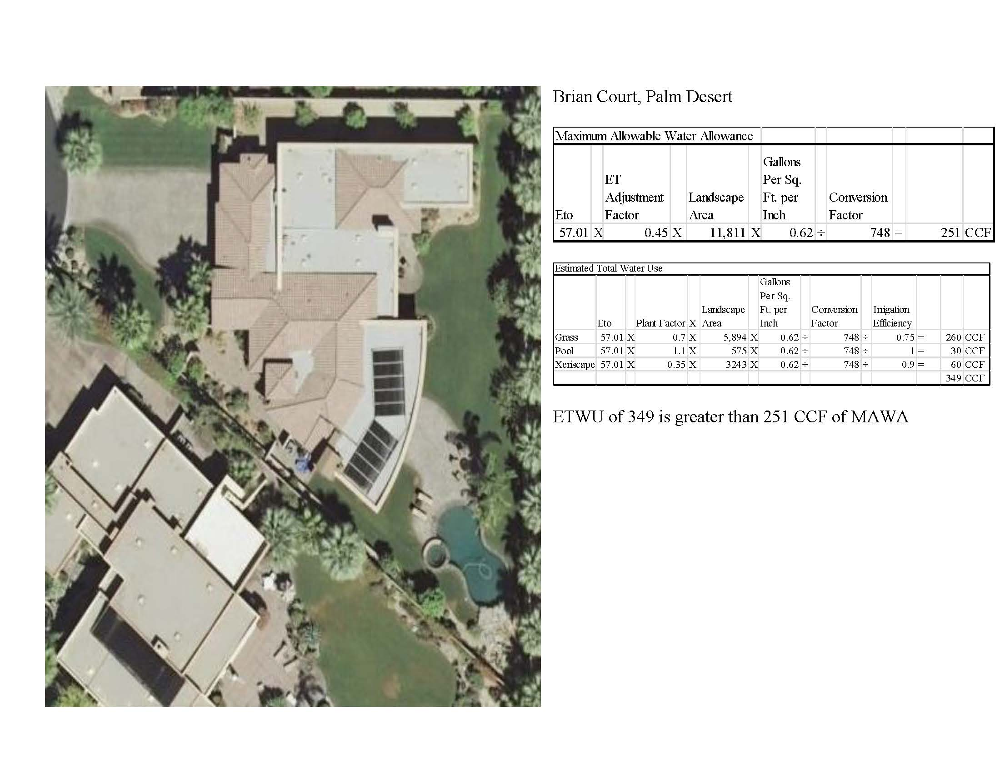 Brian Court, Palm Desert
Maximum Allowable Water Allowance
Eto ET Adjustment Factor Landscape Area Gallons Per Sq. Ft. per Inch Conversion Factor
57.01 X 0.45 X 11,811 X 0.62 ÷ 748 = 251 CCF
Estimated Total Water Use
Eto Plant Factor X Landscape Area Gallons Per Sq. Ft. per Inch Conversion Factor Irrigation Efficiency
Grass 57.01 X 0.7 X 5,894 X 0.62 ÷ 748 ÷ 0.75 = 260 CCF
Pool 57.01 X 1.1 X 575 X 0.62 ÷ 748 ÷ 1 = 30 CCF
Xeriscape 57.01 X 0.35 X 3243 X 0.62 ÷ 748 ÷ 0.9 = 60 CCF
349 CCF
ETWU of 349 is greater than 251 CCF of MAWA